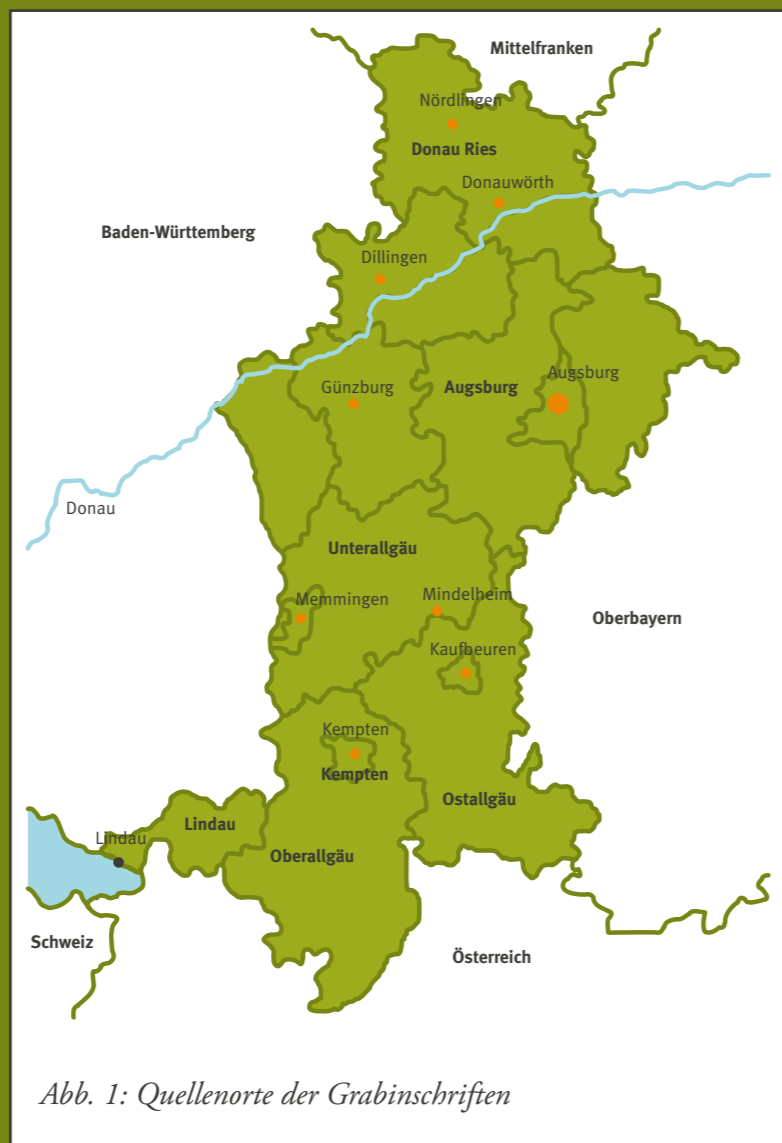 Mittelfranken
Nördlingen
Donau Ries
Donauwörth
Baden-Württemberg
Dillingen
Günzburg
Augsburg
Augsburg
Donau
Unterallgäu
Memmingen
Mindelheim
Oberbayern
Kaufbeuren
Kempten
Kempten
Ostallgäu
Lindau
Lindau
Oberallgäu
Schweiz
Österreich
Abb. 1: Quellenorte der Grabinschriften